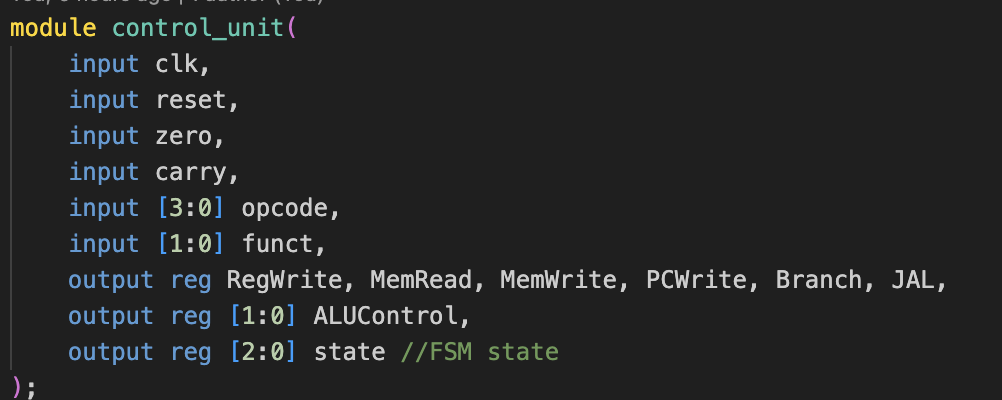 module control_unit(
input clk,
input reset,
input zero,
input carry,
input [3:0] opcode,
input [1:0] funct,
output reg RegWrite, MemRead, MemWrite, PCWrite, Branch, JAL,
output reg [1:0] ALUControl,
output reg [2:0] state //FSM state
);